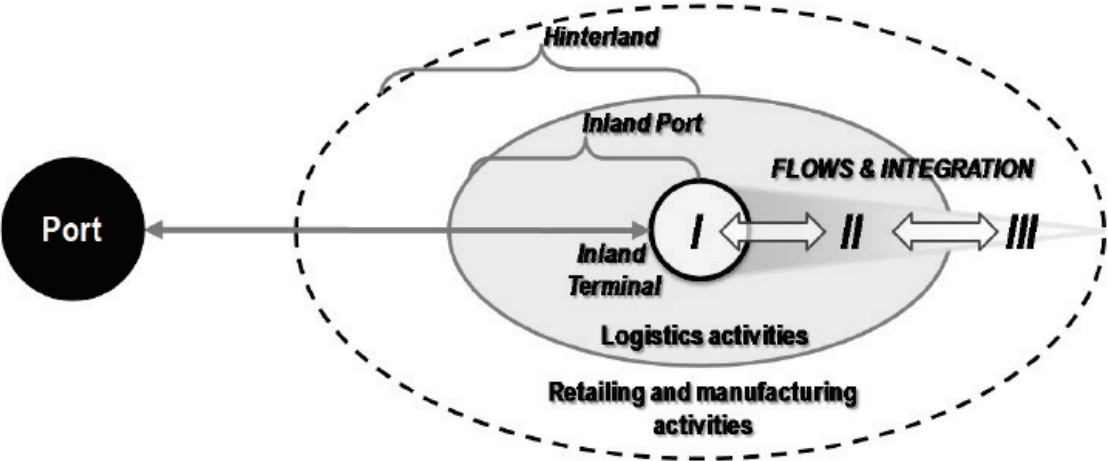 Hinterland
Inland Port
FLOWS & INTEGRATION
Port
I
II
III
Inland
Terminal
Logistics activities
Retailing and manufacturing
activities